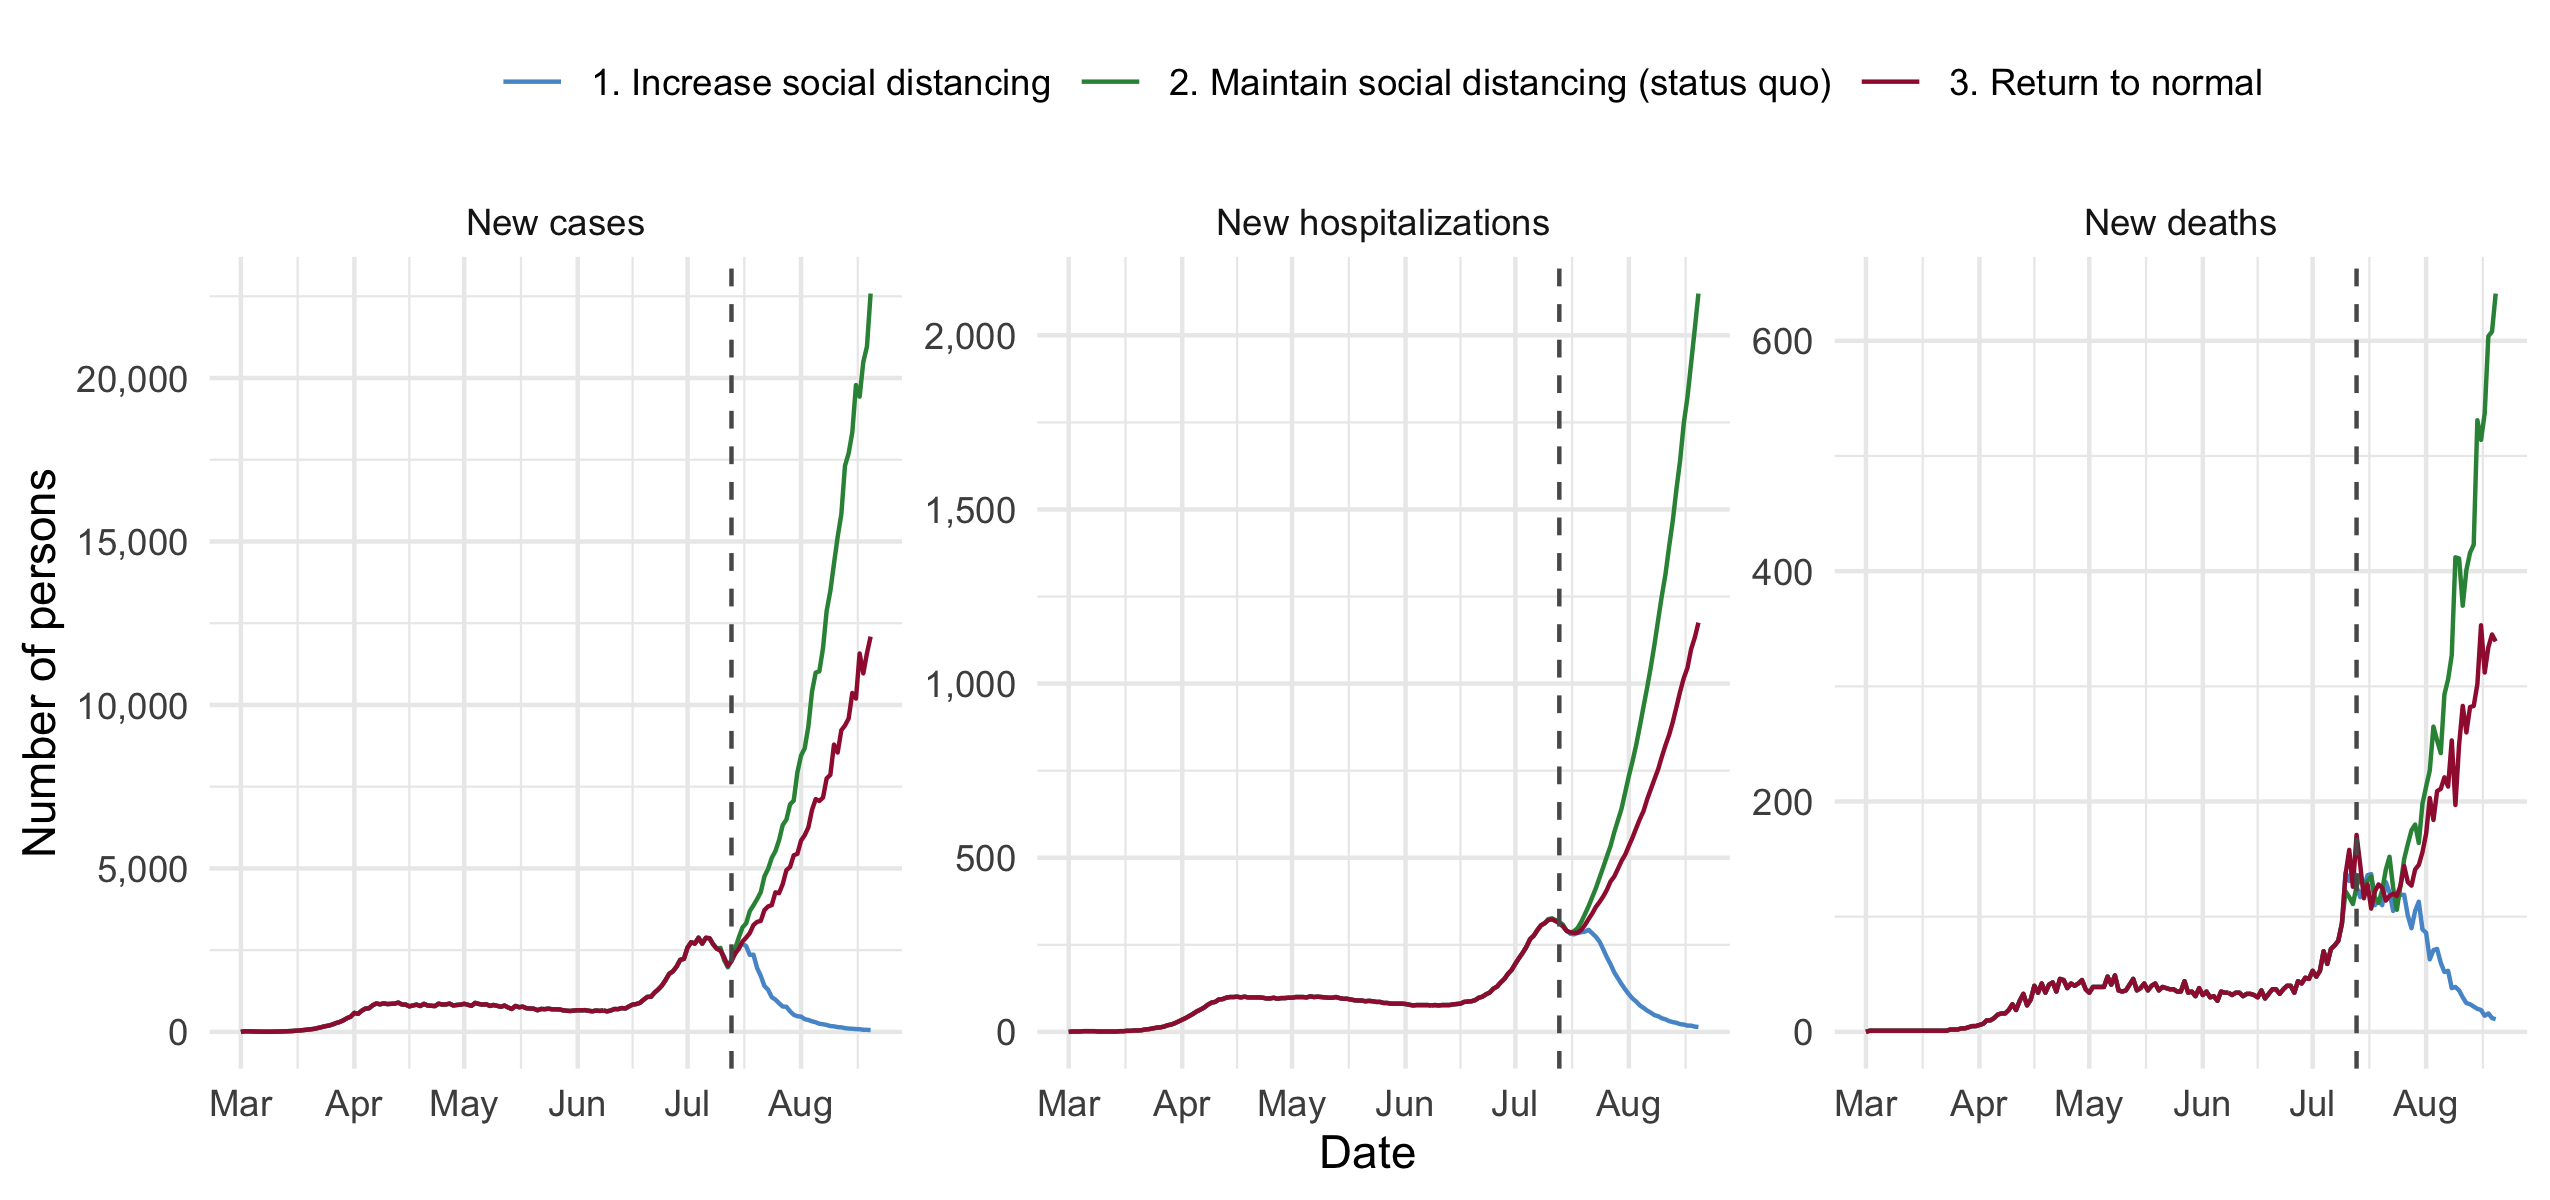 1. Increase social distancing 2. Maintain social distancing (status quo) 3. Return to normal
New cases New hospitalizations New deaths
Number of persons
20,000
15,000
10,000
5,000
0
Mar Apr May Jun Jul Aug
2,000
1,500
1,000
500
0
Mar Apr May Jun Jul Aug
600
400
200
0
Mar Apr May Jun Jul Aug
Date